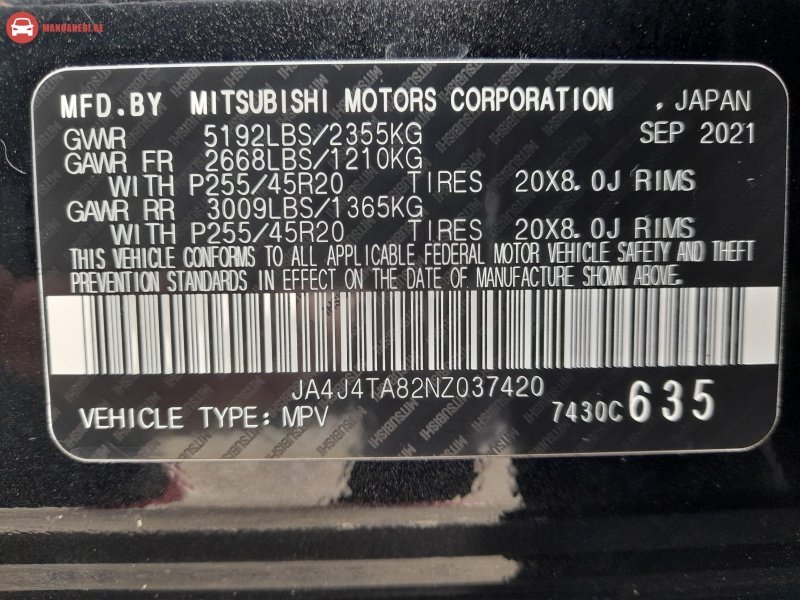 MANQANEBI.GE
MFD.BY MITSUBISHI MOTORS CORPORATION , JAPAN
GVWR 5192LBS/2355KG SEP 2021
GAWR FR 2668LBS/1210KG
WITH P255/45R20 TIRES 20X8.0J RIMS
GAWR RR 3009LBS/1365KG
WITH P255/45R20 TIRES 20X8.0J RIMS
THIS VEHICLE CONFORMS TO ALL APPLICABLE FEDERAL MOTOR VEHICLE SAFETY AND THEFT
PREVENTION STANDARDS IN EFFECT ON THE DATE OF MANUFACTURE SHOWN ABOVE.
JA4J4TA82NZ037420
VEHICLE TYPE: MPV 7430C 635